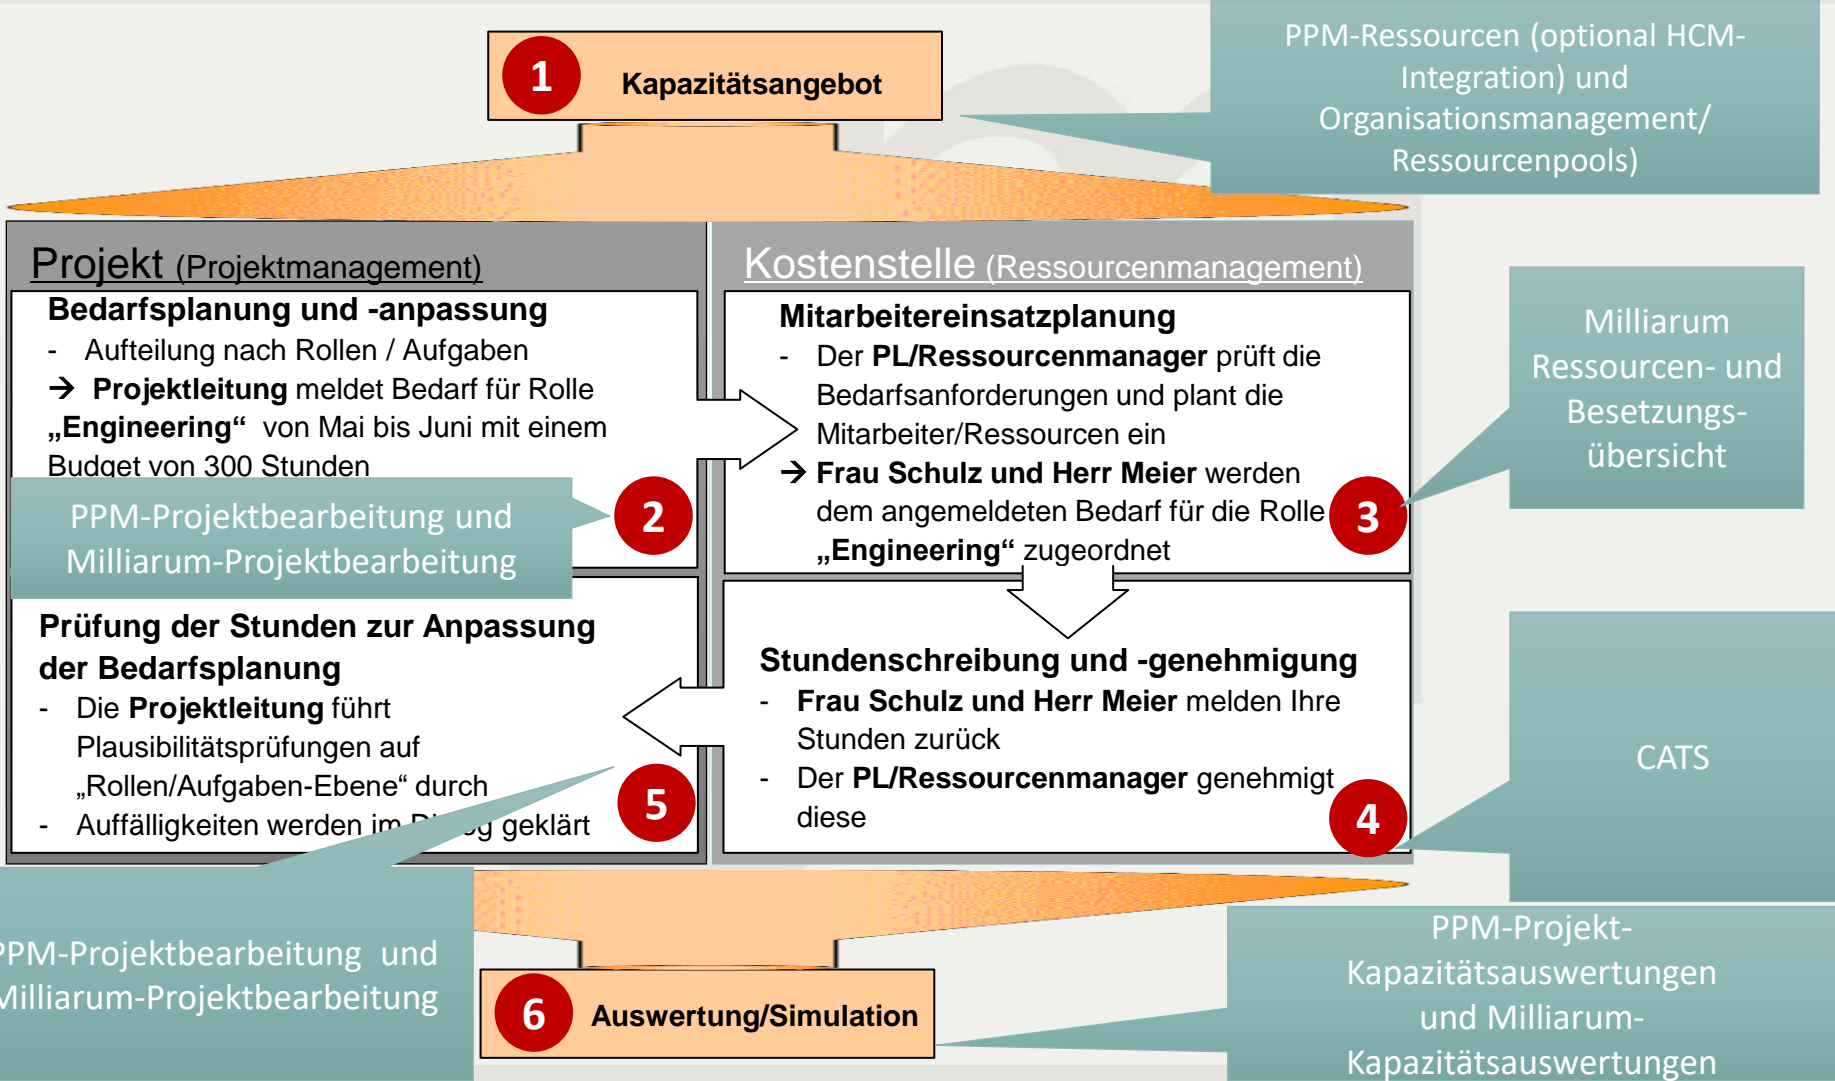 1
Kapazitätsangebot
PPM-Ressourcen (optional HCM-
Integration) und
Organisationsmanagement/
Ressourcenpools)
Projekt (Projektmanagement)
Bedarfsplanung und -anpassung
- Aufteilung nach Rollen / Aufgaben
→ Projektleitung meldet Bedarf für Rolle
„Engineering“ von Mai bis Juni mit einem
Budget von 300 Stunden
2
PPM-Projektbearbeitung und
Milliarum-Projektbearbeitung
Kostenstelle (Ressourcenmanagement)
Mitarbeitereinsatzplanung
- Der PL/Ressourcenmanager prüft die
Bedarfsanforderungen und plant die
Mitarbeiter/Ressourcen ein
→ Frau Schulz und Herr Meier werden
dem angemeldeten Bedarf für die Rolle
„Engineering“ zugeordnet
3
Milliarum
Ressourcen- und
Besetzungs-
übersicht
Stundenschreibung und -genehmigung
- Frau Schulz und Herr Meier melden Ihre
Stunden zurück
- Der PL/Ressourcenmanager genehmigt
diese
4
CATS
Prüfung der Stunden zur Anpassung
der Bedarfsplanung
- Die Projektleitung führt
Plausibilitätsprüfungen auf
„Rollen/Aufgaben-Ebene“ durch
- Auffälligkeiten werden im Dialog geklärt
5
PPM-Projektbearbeitung und
Milliarum-Projektbearbeitung
6
Auswertung/Simulation
PPM-Projekt-
Kapazitätsauswertungen
und Milliarum-
Kapazitätsauswertungen